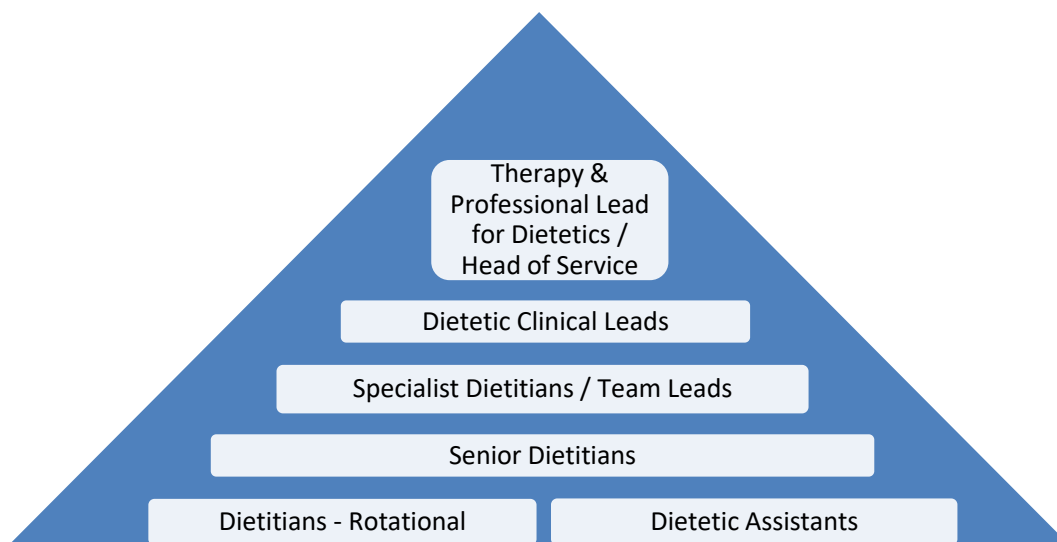 Therapy &
Professional Lead
for Dietetics /
Head of Service
Dietetic Clinical Leads
Specialist Dietitians / Team Leads
Senior Dietitians
Dietitians - Rotational
Dietetic Assistants